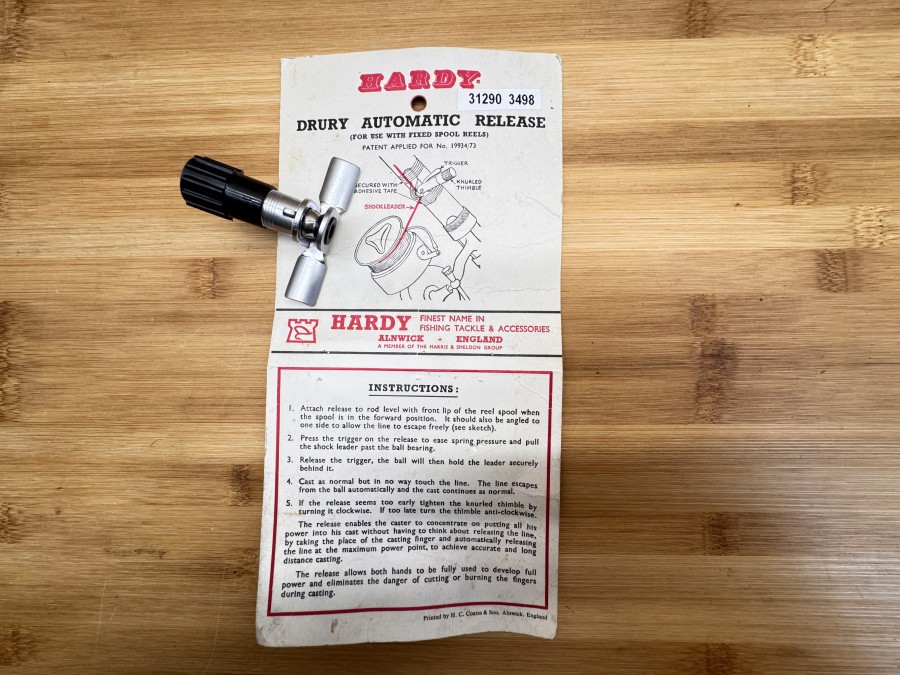 HARDY
31290 3498
DRURY AUTOMATIC RELEASE
(FOR USE WITH FIXED SPOOL REELS)
PATENT APPLIED FOR No. 19934/73
TRIGGER
KNURLED
THIMBLE
SECURED WITH
ADHESIVE TAPE
SHOCK LEADER
HARDY FINEST NAME IN
FISHING TACKLE & ACCESSORIES
ALNWICK - ENGLAND
A MEMBER OF THE HARRIS & SHELDON GROUP
INSTRUCTIONS:
1. Attach release to rod level with front lip of the reel spool when
the spool is in the forward position. It should also be angled to
one side to allow the line to escape freely (see sketch).
2. Press the trigger on the release to ease spring pressure and pull
the shock leader past the ball bearing.
3. Release the trigger, the ball will then hold the leader securely
behind it.
4. Cast as normal but in no way touch the line. The line escapes
from the ball automatically and the cast continues as normal.
5. If the release seems too early tighten the knurled thimble by
turning it clockwise. If too late turn the thimble anti-clockwise.
The release enables the caster to concentrate on putting all his
power into his cast without having to think about releasing the line,
by taking the place of the casting finger and automatically releasing
the line at the maximum power point, to achieve accurate and long
distance casting.
The release allows both hands to be fully used to develop full
power and eliminates the danger of cutting or burning the fingers
during casting.
Printed by H. C. Coates & Son, Alnwick, England